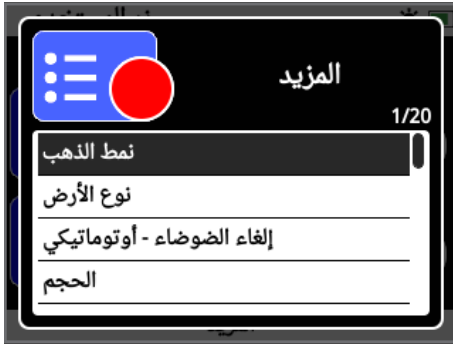 المزيد
1/20
نمط الذهب
نوع الأرض
إلغاء الضوضاء - أوتوماتيكي
الحجم